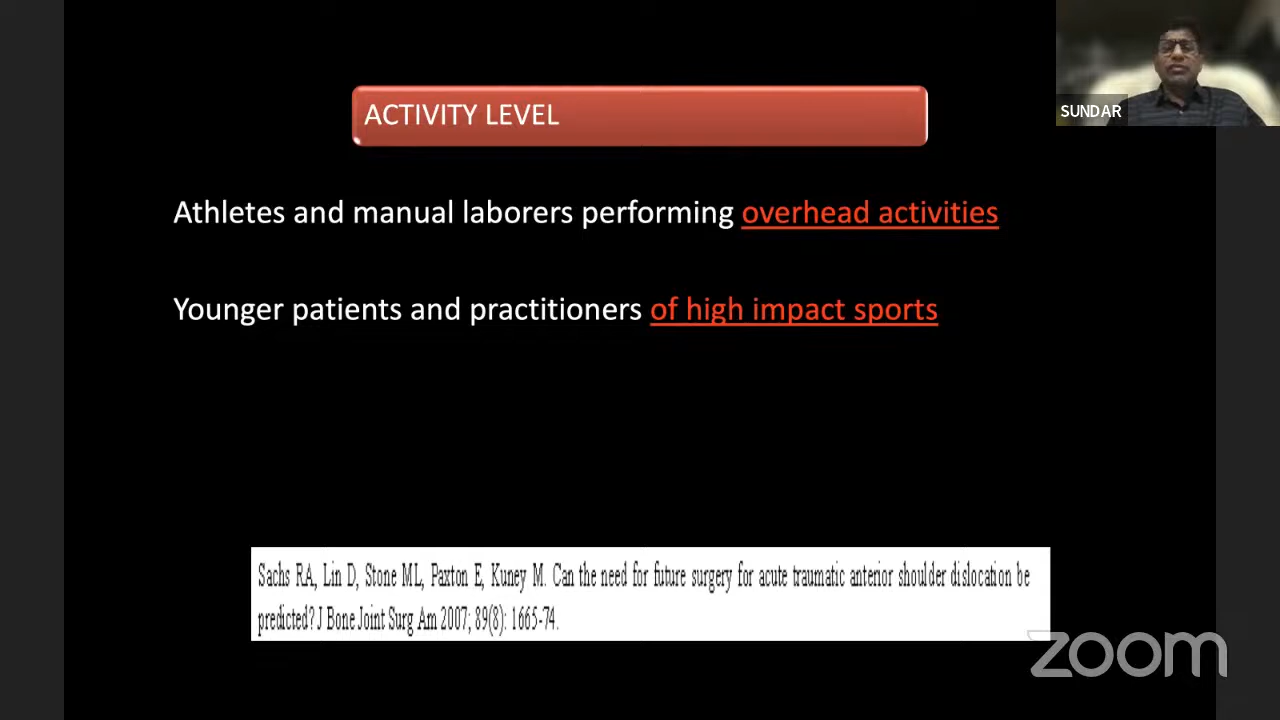 SUNDAR
ACTIVITY LEVEL
Athletes and manual laborers performing overhead activities
Younger patients and practitioners of high impact sports
Sachs RA, Lin D, Stone ML, Paxton E, Kuney M. Can the need for future surgery for acute traumatic anterior shoulder dislocation be
predicted? J Bone Joint Surg Am 2007; 89(8): 1665-74.
zoom